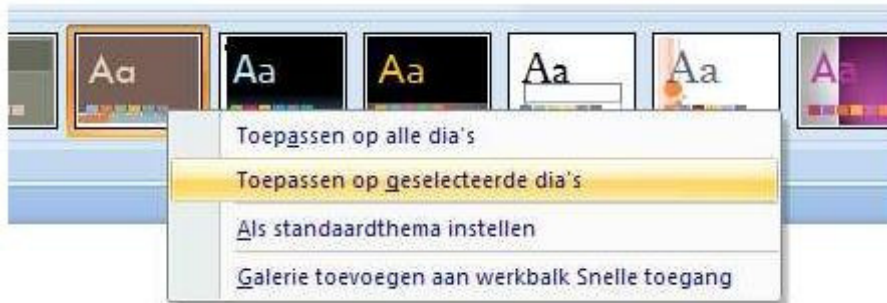 Aa Aa Aa Aa Aa A
Toepassen op alle dia's
Toepassen op geselecteerde dia's
Als standaardthema instellen
Galerie toevoegen aan werkbalk Snelle toegang